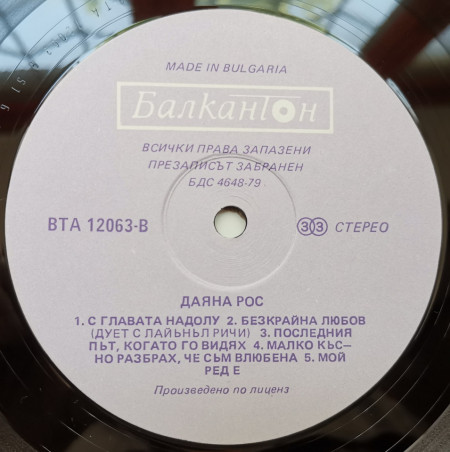 MADE IN BULGARIA
БалканТон
ВСИЧКИ ПРАВА ЗАПАЗЕНИ
ПРЕЗАПИСЪТ ЗАБРАНЕН
БДС 4648-79
ВТА 12063-В
33 СТЕРЕО
ДАЯНА РОС
1. С ГЛАВАТА НАДОЛУ 2. БЕЗКРАЙНА ЛЮБОВ
(ДУЕТ С ЛАЙЪНЪЛ РИЧИ) 3. ПОСЛЕДНИЯ
ПЪТ, КОГАТО ГО ВИДЯХ 4. МАЛКО КЪС-
НО РАЗБРАХ, ЧЕ СЪМ ВЛЮБЕНА 5. МОЙ
РЕД Е
Произведено по лиценз